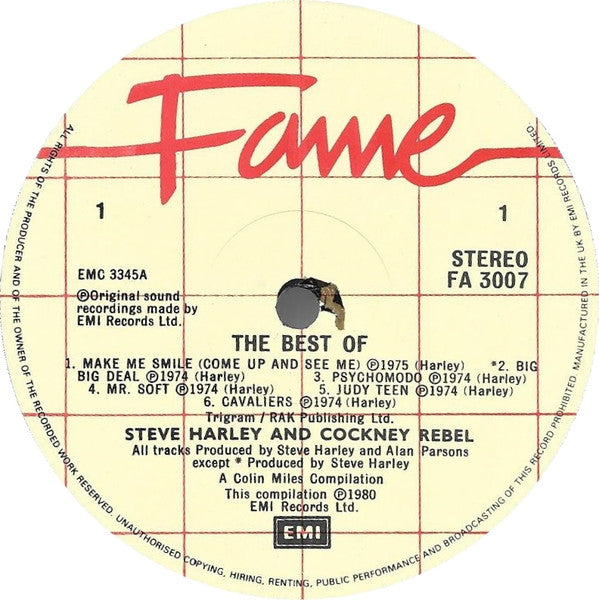 Fame
1
1
EMC 3345A
STEREO
FA 3007
℗Original sound
recordings made by
EMI Records Ltd.
THE BEST OF
1. MAKE ME SMILE (COME UP AND SEE ME) ℗1975 (Harley) *2. BIG
BIG DEAL ℗1974 (Harley) 3. PSYCHOMODO ℗1974 (Harley)
4. MR. SOFT ℗1974 (Harley) 5. JUDY TEEN ℗1974 (Harley)
6. CAVALIERS ℗1974 (Harley)
Trigram / RAK Publishing Ltd.
STEVE HARLEY AND COCKNEY REBEL
All tracks Produced by Steve Harley and Alan Parsons
except * Produced by Steve Harley
A Colin Miles Compilation
This compilation ℗1980
EMI Records Ltd.
EMI
ALL RIGHTS OF THE PRODUCER AND OF THE OWNER OF THE RECORDED WORK RESERVED. UNAUTHORISED COPYING, HIRING, RENTING, PUBLIC PERFORMANCE AND BROADCASTING OF THIS RECORD PROHIBITED. MANUFACTURED IN THE UK BY EMI RECORDS LIMITED